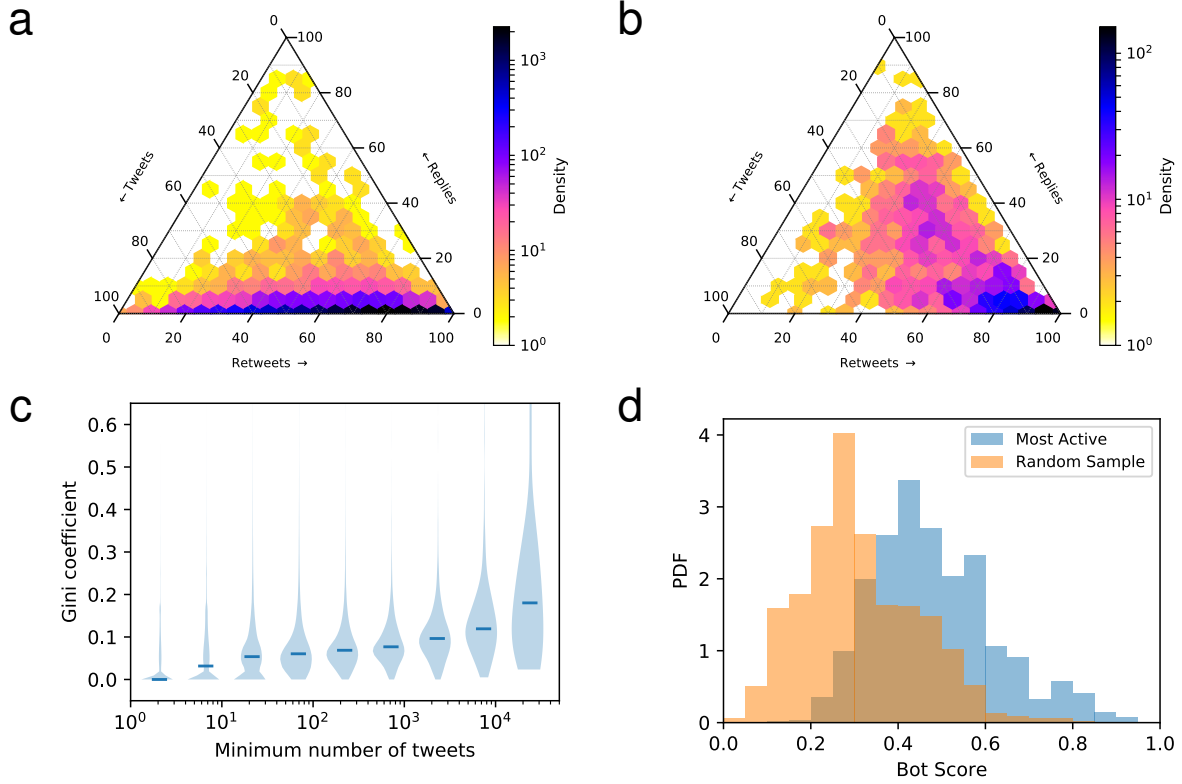 a
0
100
20
80
40
60
← Tweets
← Replies
60
40
80
20
100
0
0 20 40 60 80 100
Retweets →
10³
10²
10¹
10⁰
Density
b
0
100
20
80
40
60
← Tweets
← Replies
60
40
80
20
100
0
0 20 40 60 80 100
Retweets →
10²
10¹
10⁰
Density
c
0.6
0.5
0.4
0.3
0.2
0.1
0.0
Gini coefficient
10⁰ 10¹ 10² 10³ 10⁴
Minimum number of tweets
d
Most Active
Random Sample
4
3
2
1
0
PDF
0.0 0.2 0.4 0.6 0.8 1.0
Bot Score